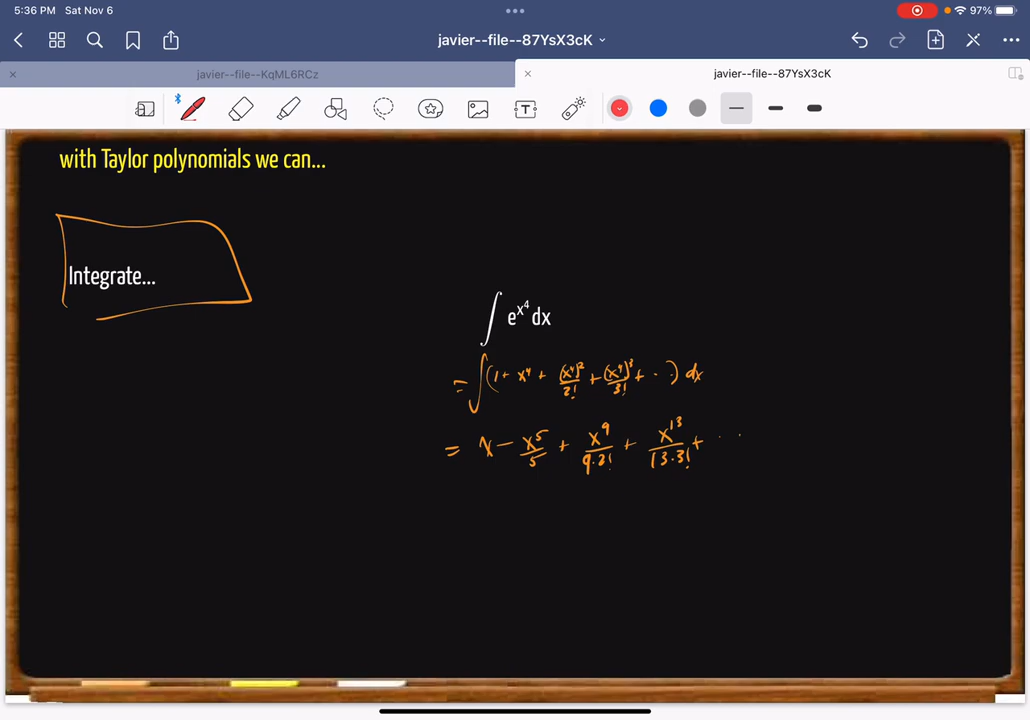 5:36 PM Sat Nov 6
97%
javier--file--87YsX3cK
javier--file--KqML6RCz
javier--file--87YsX3cK
with Taylor polynomials we can...
Integrate...
∫ e^{x^4} dx
= ∫ (1 + x^4 + (x^4)^2/2! + (x^4)^3/3! + ...) dx
= x - x^5/5 + x^9/(9·2!) + x^13/(13·3!) + ...